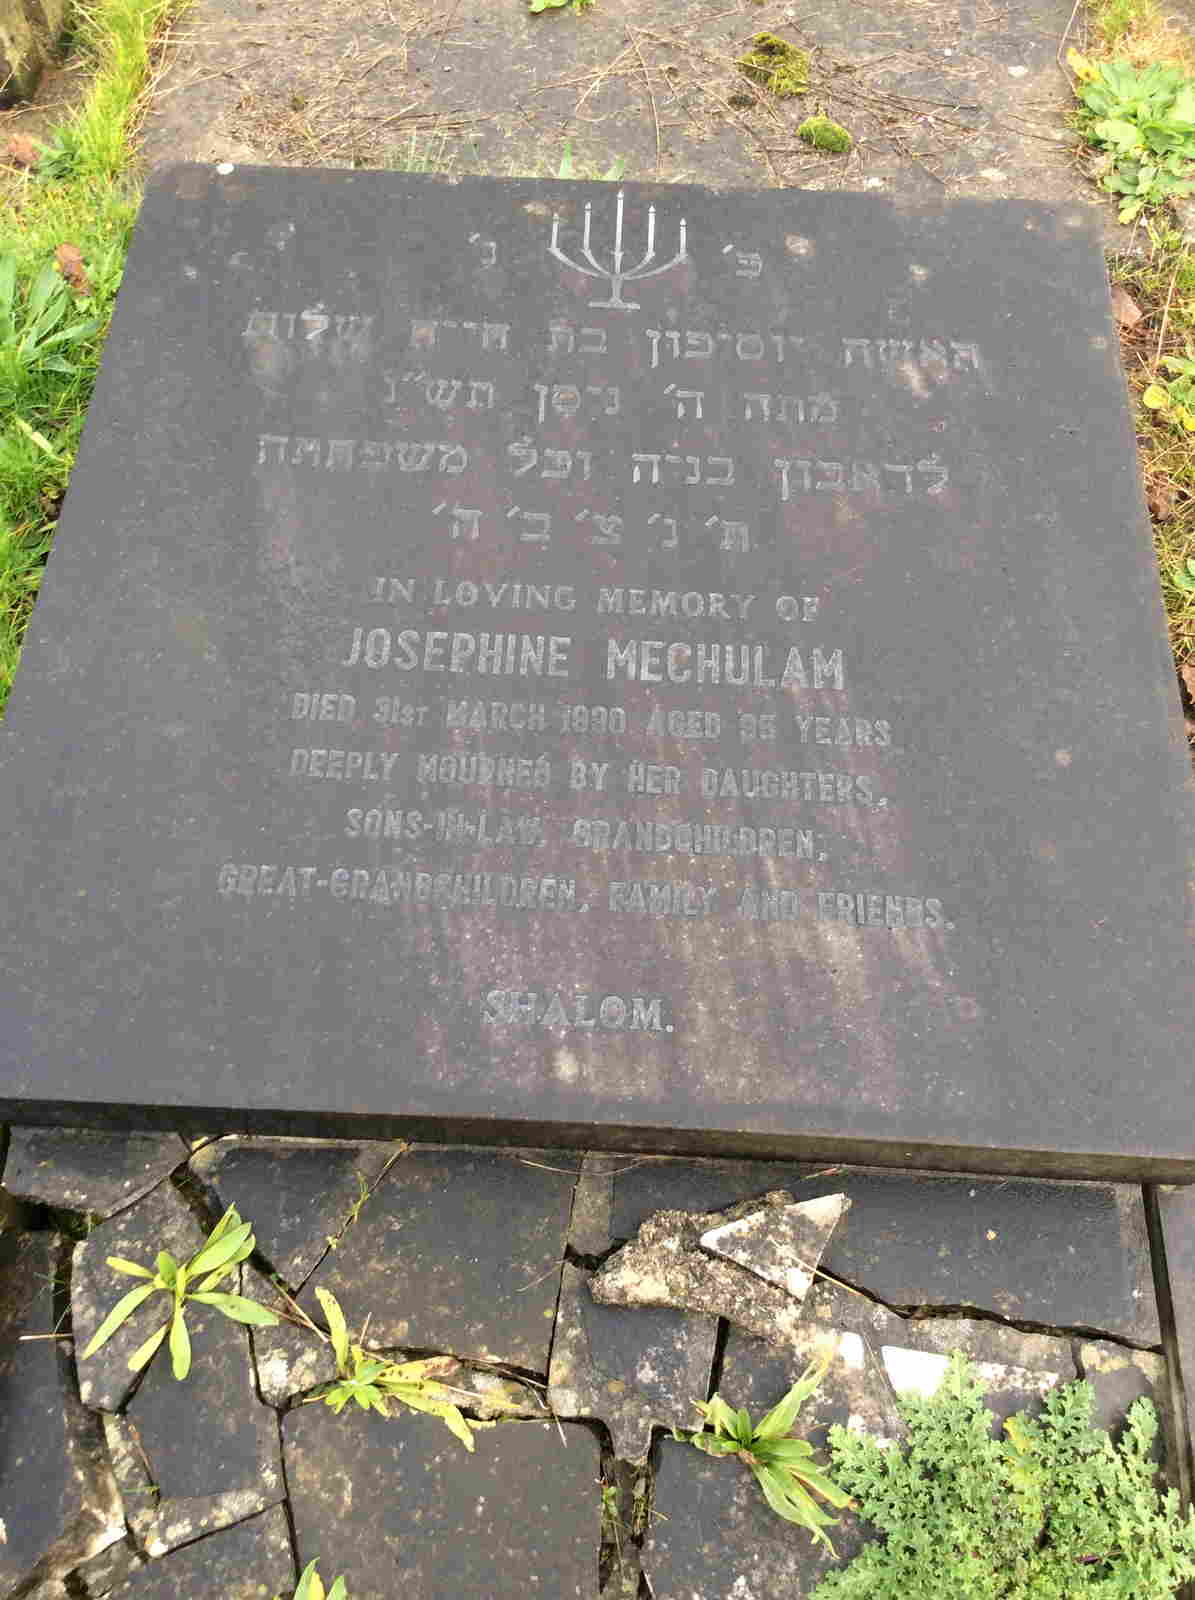 פ׳ נ׳
האשה יוסיפון בת חייה שלום
מתה ה׳ ניסן תש״נ
לדאבון בניה וכל משפחתה
ת׳ נ׳ צ׳ ב׳ ה׳
IN LOVING MEMORY OF
JOSEPHINE MECHULAM
DIED 31ST MARCH 1990 AGED 95 YEARS
DEEPLY MOURNED BY HER DAUGHTERS,
SONS-IN-LAW, GRANDCHILDREN,
GREAT-GRANDCHILDREN, FAMILY AND FRIENDS.
SHALOM.